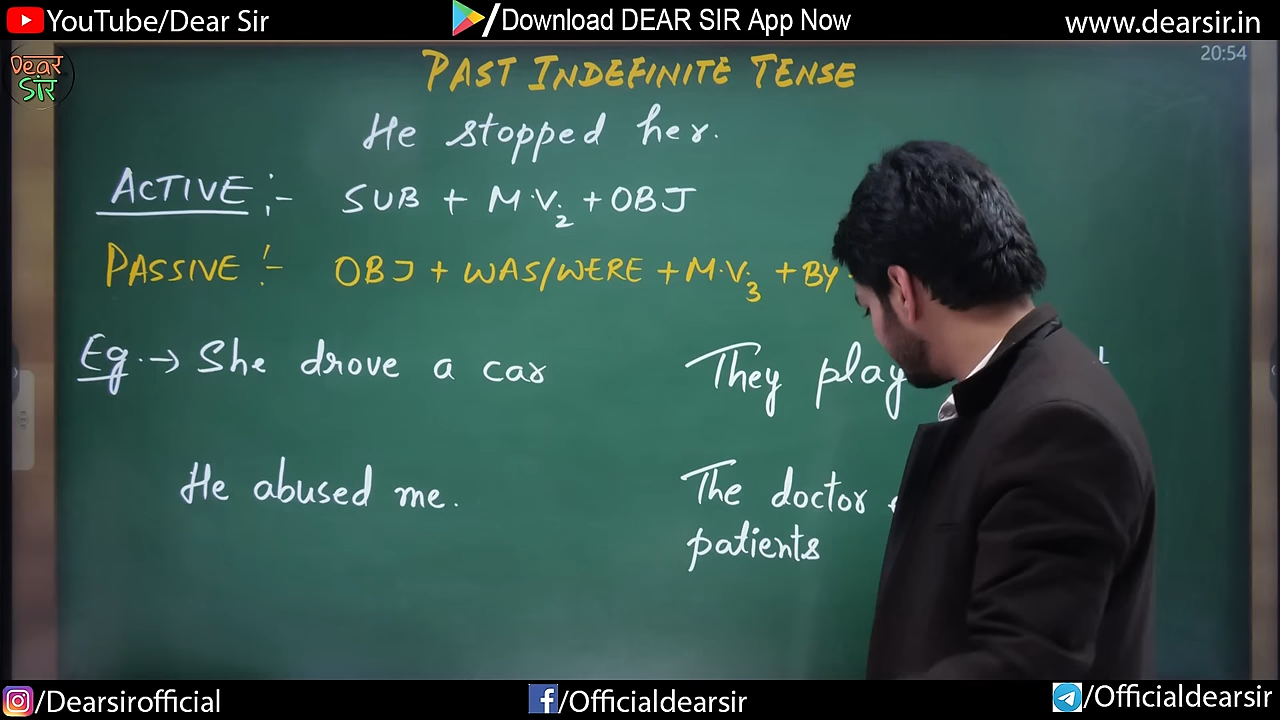 /YouTube/Dear Sir
/Download DEAR SIR App Now
www.dearsir.in
Dear
सर
20:54
PAST INDEFINITE TENSE
He stopped her.
ACTIVE :- SUB + M.V.2 + OBJ
PASSIVE :- OBJ + WAS/WERE + M.V.3 + BY
Eg. → She drove a car
They play
He abused me.
The doctor
patients
/Dearsirofficial
/Officialdearsir
/Officialdearsir